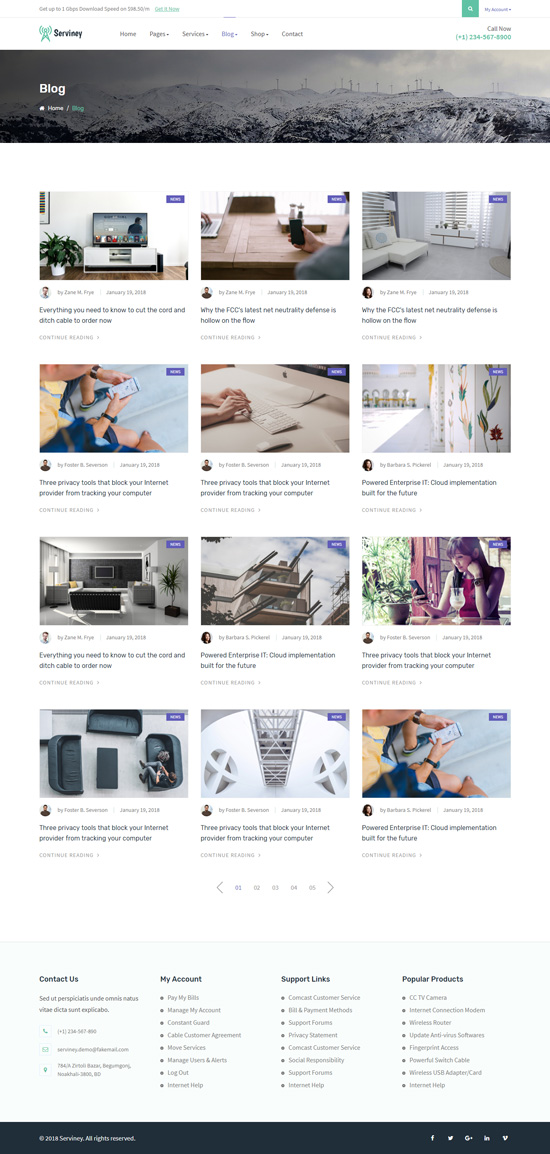 Get up to 1 Gbps Download Speed on $98.50/m Get It Now
My Account
Serviney
Home Pages Services Blog Shop Contact
Call Now
(+1) 234-567-8900
Blog
Home / Blog
NEWS NEWS NEWS
by Zane M. Frye January 19, 2018
Everything you need to know to cut the cord and
ditch cable to order now
CONTINUE READING
by Zane M. Frye January 19, 2018
Why the FCC's latest net neutrality defense is
hollow on the flow
CONTINUE READING
by Zane M. Frye January 19, 2018
Why the FCC's latest net neutrality defense is
hollow on the flow
CONTINUE READING
NEWS NEWS NEWS
by Foster B. Severson January 19, 2018
Three privacy tools that block your Internet
provider from tracking your computer
CONTINUE READING
by Foster B. Severson January 19, 2018
Three privacy tools that block your Internet
provider from tracking your computer
CONTINUE READING
by Barbara S. Pickerel January 19, 2018
Powered Enterprise IT: Cloud implementation
built for the future
CONTINUE READING
NEWS NEWS NEWS
by Zane M. Frye January 19, 2018
Everything you need to know to cut the cord and
ditch cable to order now
CONTINUE READING
by Barbara S. Pickerel January 19, 2018
Powered Enterprise IT: Cloud implementation
built for the future
CONTINUE READING
by Foster B. Severson January 19, 2018
Three privacy tools that block your Internet
provider from tracking your computer
CONTINUE READING
NEWS NEWS NEWS
by Foster B. Severson January 19, 2018
Three privacy tools that block your Internet
provider from tracking your computer
CONTINUE READING
by Foster B. Severson January 19, 2018
Three privacy tools that block your Internet
provider from tracking your computer
CONTINUE READING
by Barbara S. Pickerel January 19, 2018
Powered Enterprise IT: Cloud implementation
built for the future
CONTINUE READING
01 02 03 04 05
Contact Us
Sed ut perspiciatis unde omnis natus
vitae dicta sunt explicabo.
(+1) 234-567-890
serviney.demo@fakemail.com
784/A Zirtoli Bazar, Begumgonj,
Noakhali-3800, BD
My Account
Pay My Bills
Manage My Account
Constant Guard
Cable Customer Agreement
Move Services
Manage Users & Alerts
Log Out
Internet Help
Support Links
Comcast Customer Service
Bill & Payment Methods
Support Forums
Privacy Statement
Comcast Customer Service
Social Responsibility
Support Forums
Internet Help
Popular Products
CC TV Camera
Internet Connection Modem
Wireless Router
Update Anti-virus Softwares
Fingerprint Access
Powerful Switch Cable
Wireless USB Adapter/Card
Internet Help
© 2018 Serviney. All rights reserved.